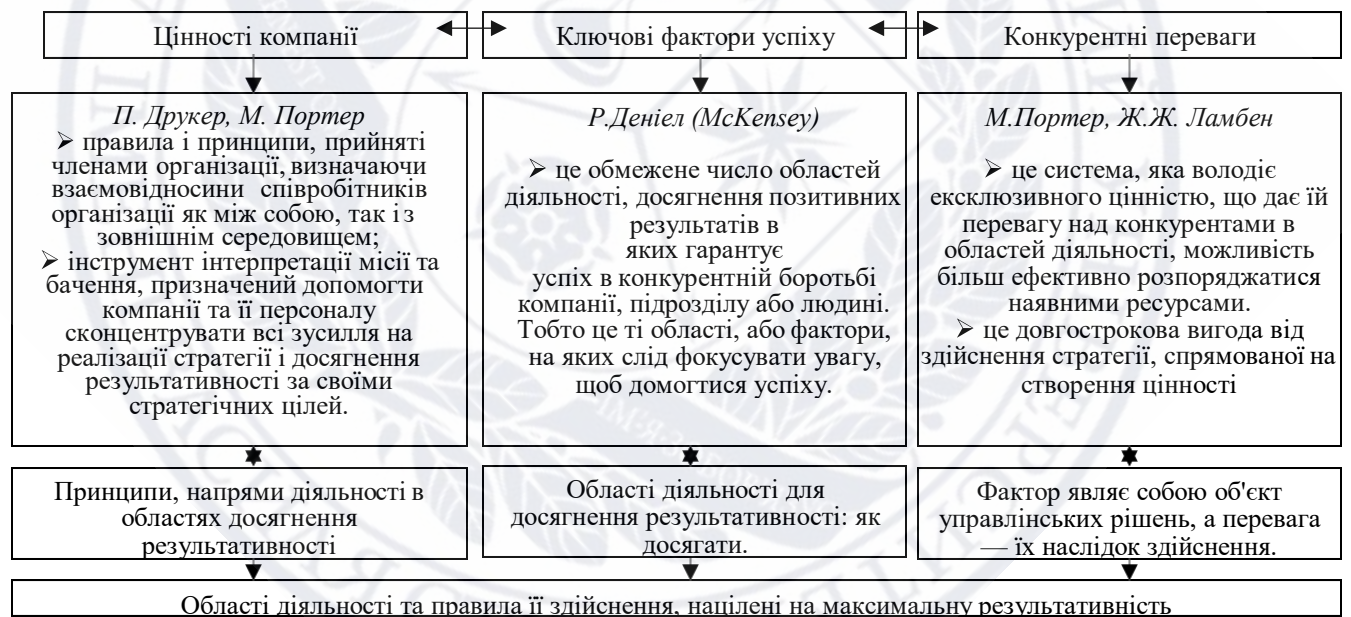 Цінності компанії
Ключові фактори успіху
Конкурентні переваги
П. Друкер, М. Портер
➢ правила і принципи, прийняті
членами організації, визначаючи
взаємовідносини співробітників
організації як між собою, так із
зовнішнім середовищем;
➢ інструмент інтерпретації місії та
бачення, призначений допомогти
компанії та її персоналу
сконцентрувати всі зусилля на
реалізації стратегії і досягнення
результативності за своїми
стратегічних цілей.
Р.Деніел (McKensey)
➢ це обмежене число областей
діяльності, досягнення позитивних
результатів в
яких гарантує
успіх в конкурентній боротьбі
компанії, підрозділу або людині.
Тобто це ті області, або фактори,
на яких слід фокусувати увагу,
щоб домогтися успіху.
М.Портер, Ж.Ж. Ламбен
➢ це система, яка володіє
ексклюзивного цінністю, що дає їй
перевагу над конкурентами в
областей діяльності, можливість
більш ефективно розпоряджатися
наявними ресурсами.
➢ це довгострокова вигода від
здійснення стратегії, спрямованої на
створення цінності
Принципи, напрями діяльності в
областях досягнення
результативності
Області діяльності для
досягнення результативності: як
досягати.
Фактор являє собою об'єкт
управлінських рішень, а перевага
— їх наслідок здійснення.
Області діяльності та правила її здійснення, націлені на максимальну результативність